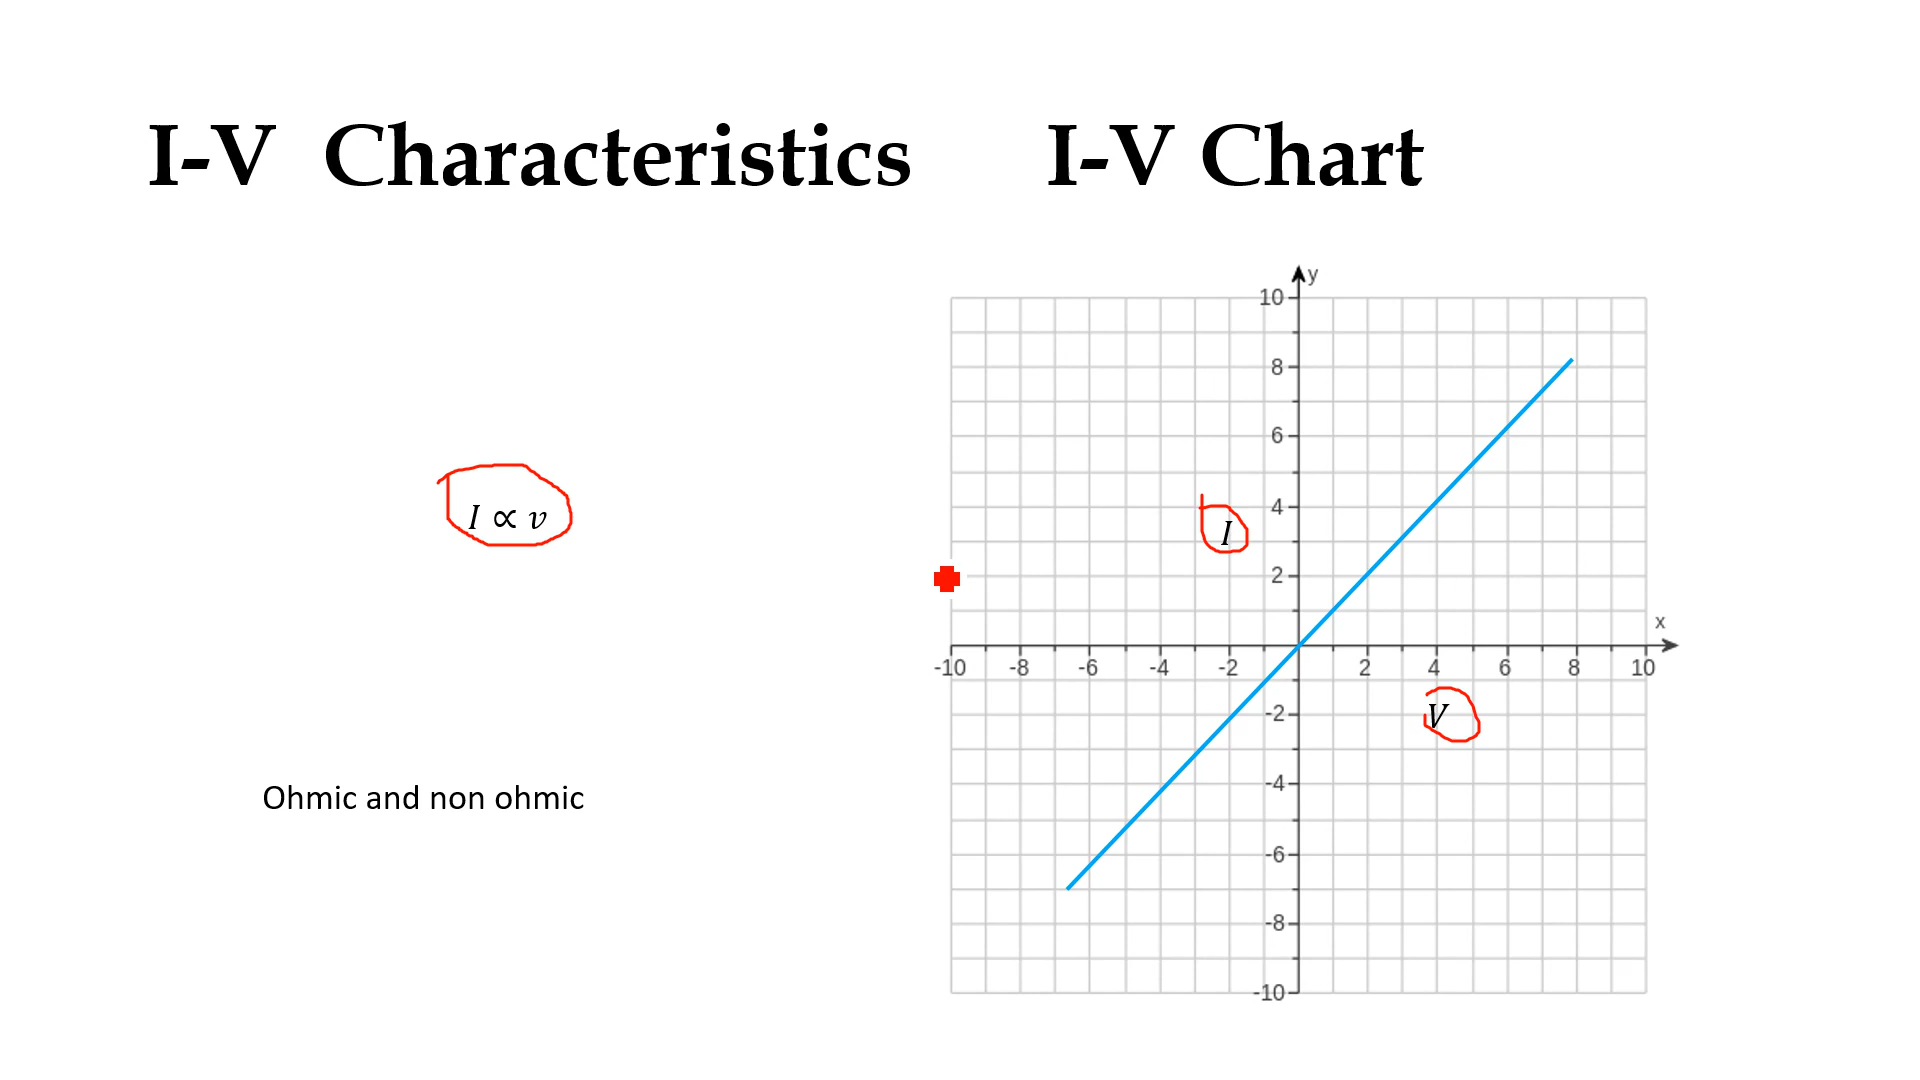 I-V Characteristics I-V Chart
y
10
8
6
4
I ∝ v
I
2
x
-10 -8 -6 -4 -2 2 4 6 8 10
-2
V
-4
Ohmic and non ohmic
-6
-8
-10